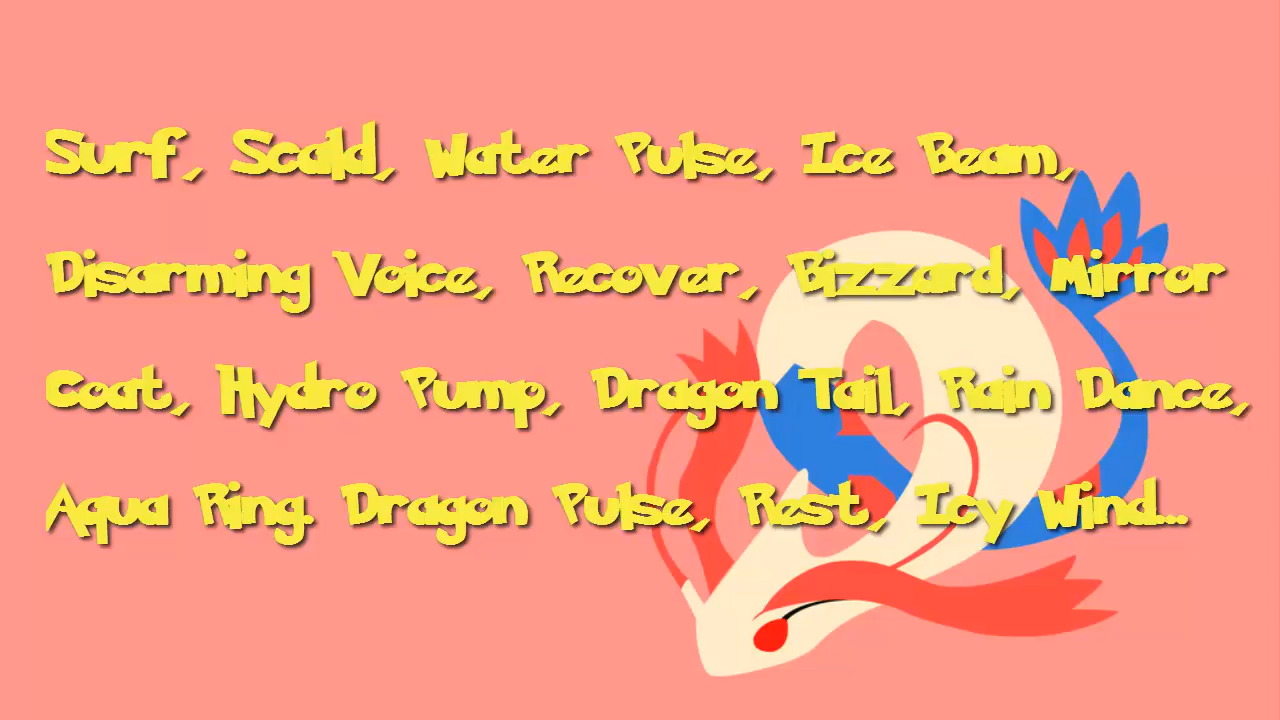 Surf, Scald, Water Pulse, Ice Beam,
Disarming Voice, Recover, Bizzard, Mirror
Coat, Hydro Pump, Dragon Tail, Rain Dance,
Aqua Ring. Dragon Pulse, Rest, Icy Wind...